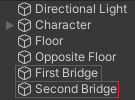 Directional Light
Character
Floor
Opposite Floor
First Bridge
Second Bridge